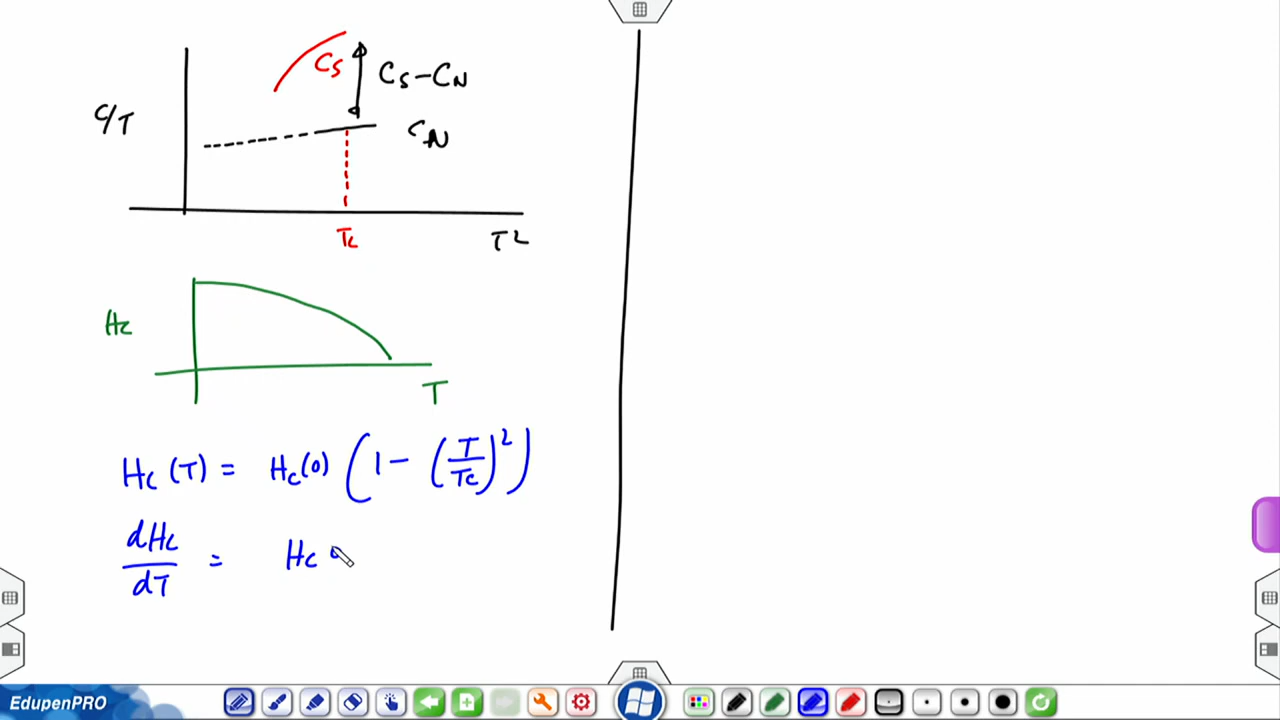 C/T
Cs
Cs-CN
CN
Tc
T²
Hc
T
Hc(T) = Hc(0) (1 - (T/Tc)²)
dHc/dT = Hc
EdupenPRO